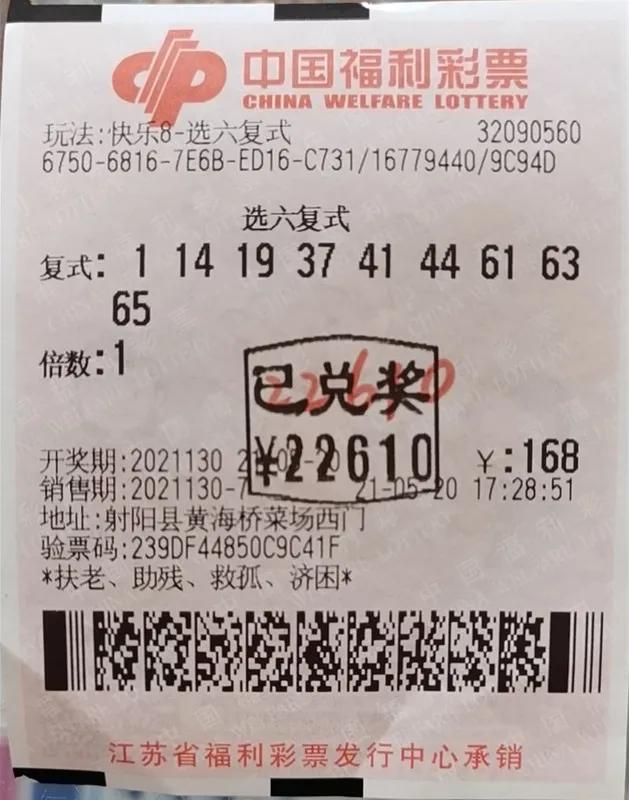 中国福利彩票
CHINA WELFARE LOTTERY
玩法:快乐8-选六复式 32090560
6750-6816-7E6B-ED16-C731/16779440/9C94D
选六复式
复式: 1 14 19 37 41 44 61 63
65
倍数:1
22610
已兑奖
¥22610
开奖期:2021130 ¥:168
销售期:2021130-7 21-05-20 17:28:51
地址:射阳县黄海桥菜场西门
验票码:239DF44850C9C41F
*扶老、助残、救孤、济困*
江苏省福利彩票发行中心承销